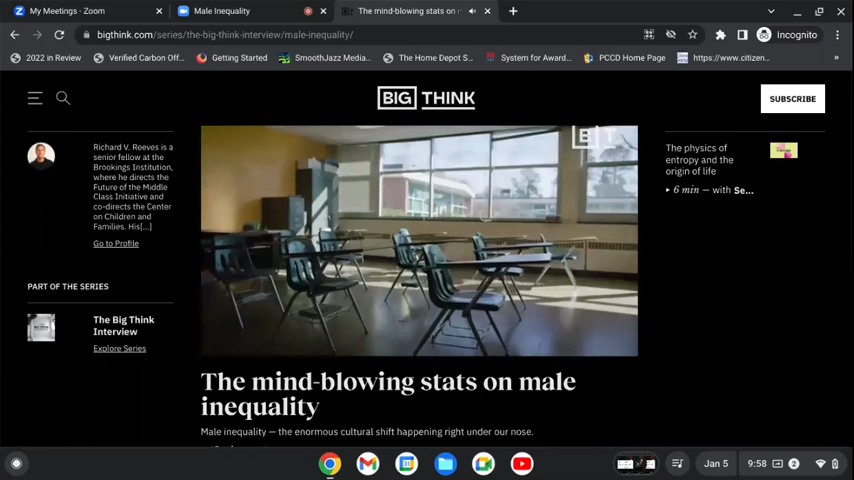 My Meetings - Zoom
Male Inequality
The mind-blowing stats on m
bigthink.com/series/the-big-think-interview/male-inequality/
Incognito
2022 in Review
Verified Carbon Off...
Getting Started
SmoothJazz Media...
The Home Depot S...
System for Award...
PCCD Home Page
https://www.citizen...
»
BIG THINK
SUBSCRIBE
Richard V. Reeves is a
senior fellow at the
Brookings Institution,
where he directs the
Future of the Middle
Class Initiative and
co-directs the Center
on Children and
Families. His[...]
Go to Profile
PART OF THE SERIES
The Big Think
Interview
Explore Series
B T
The mind-blowing stats on male
inequality
Male inequality — the enormous cultural shift happening right under our nose.
The physics of
entropy and the
origin of life
6 min — with Se...
Jan 5
9:58
2